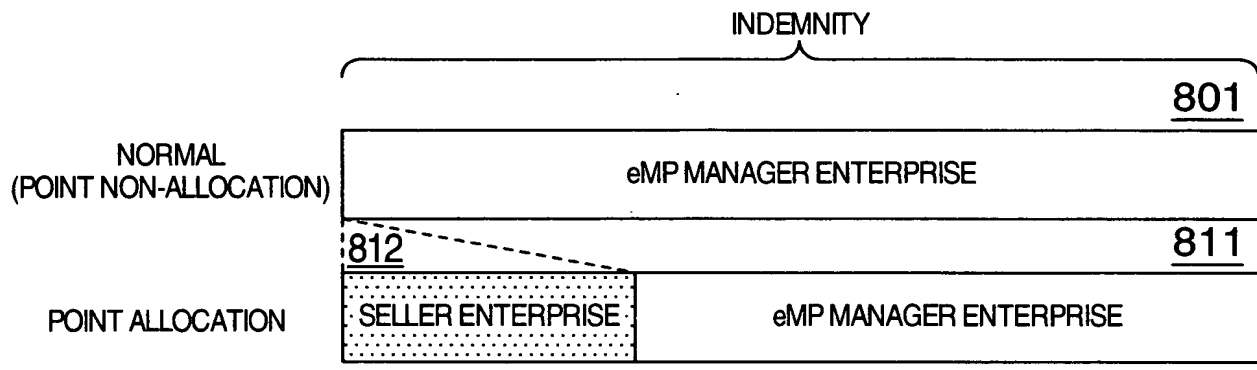 INDEMNITY
801
NORMAL
(POINT NON-ALLOCATION)
eMP MANAGER ENTERPRISE
812
811
POINT ALLOCATION
SELLER ENTERPRISE
eMP MANAGER ENTERPRISE